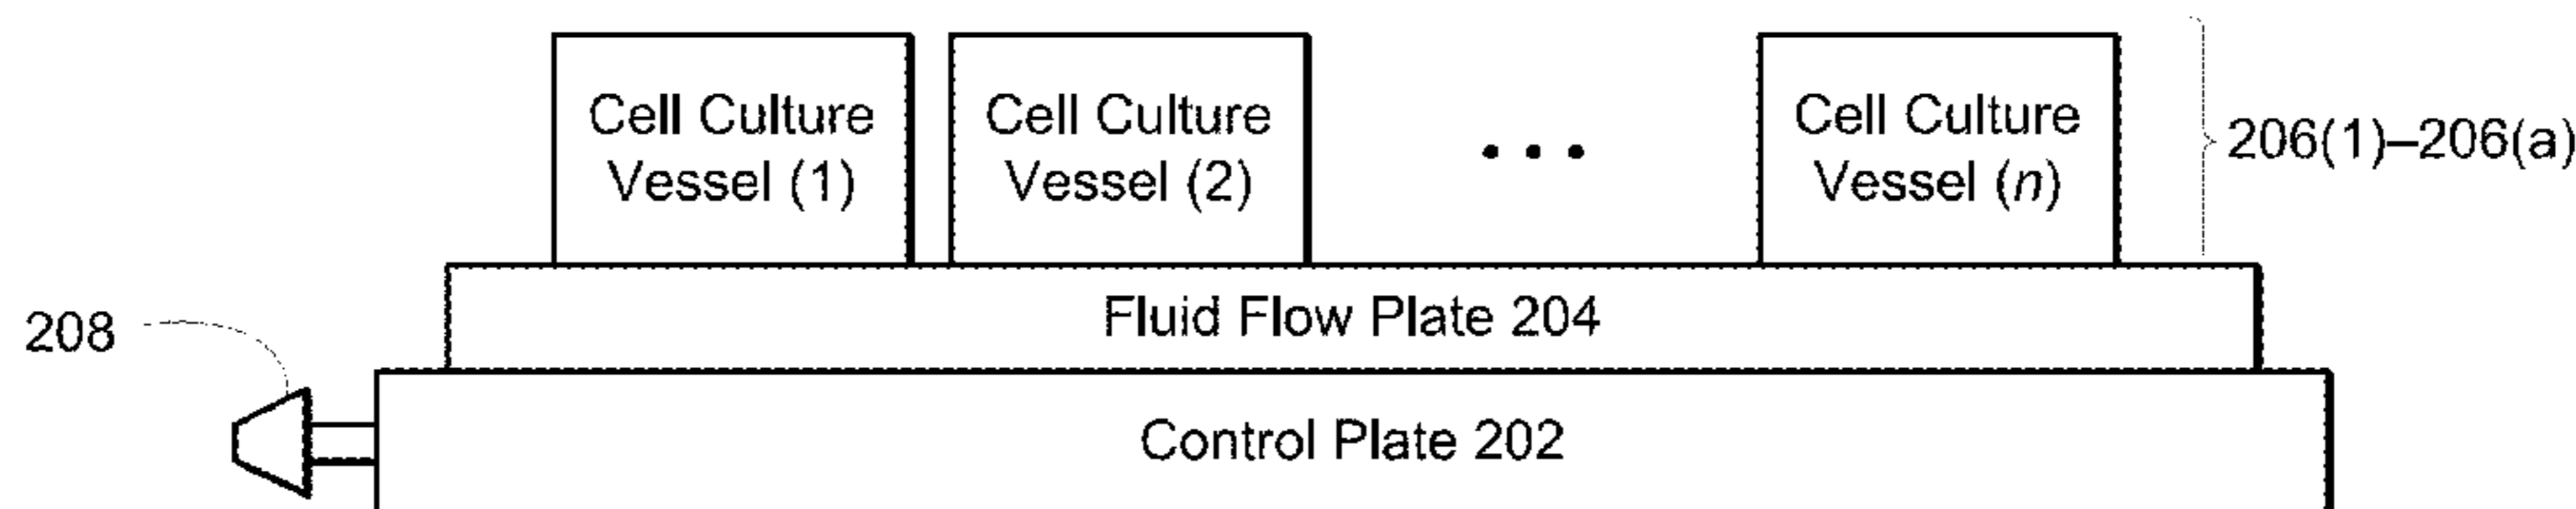 Cell Culture
Vessel (1)
Cell Culture
Vessel (2)
• • •
Cell Culture
Vessel (n)
206(1)–206(a)
Fluid Flow Plate 204
208
Control Plate 202